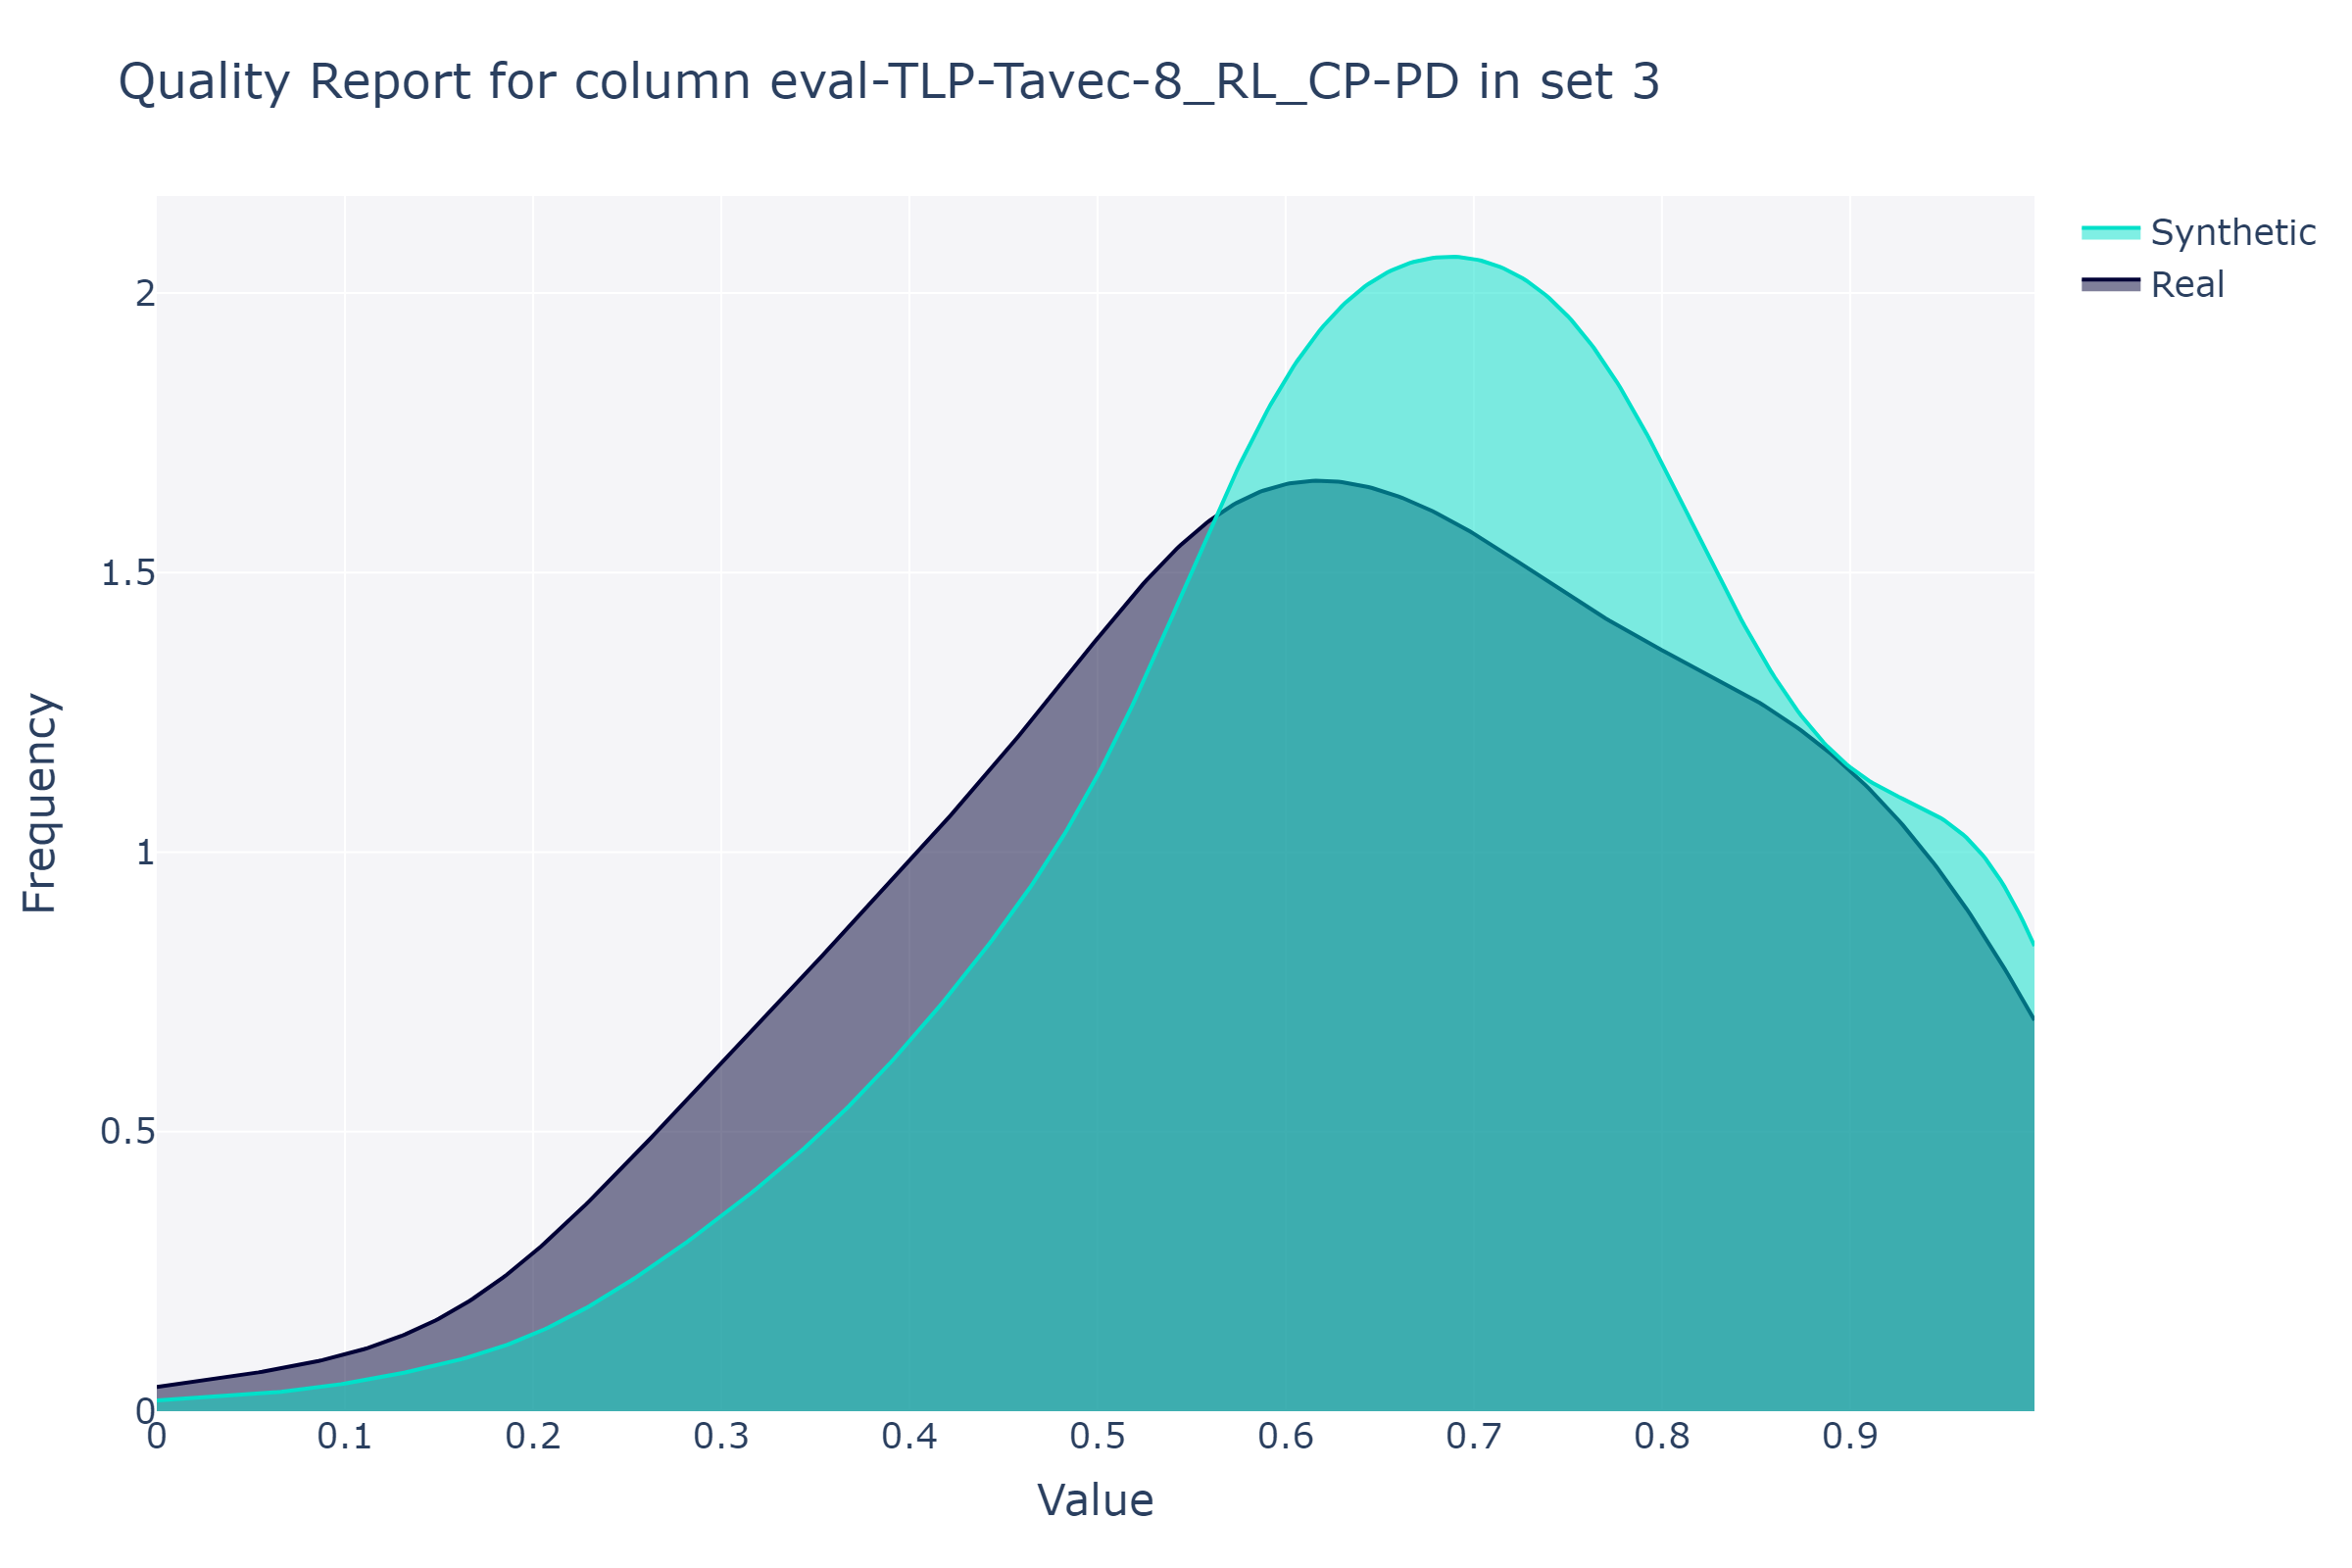 Quality Report for column eval-TLP-Tavec-8_RL_CP-PD in set 3
Synthetic
Real
2
1.5
1
0.5
0
Frequency
0 0.1 0.2 0.3 0.4 0.5 0.6 0.7 0.8 0.9
Value